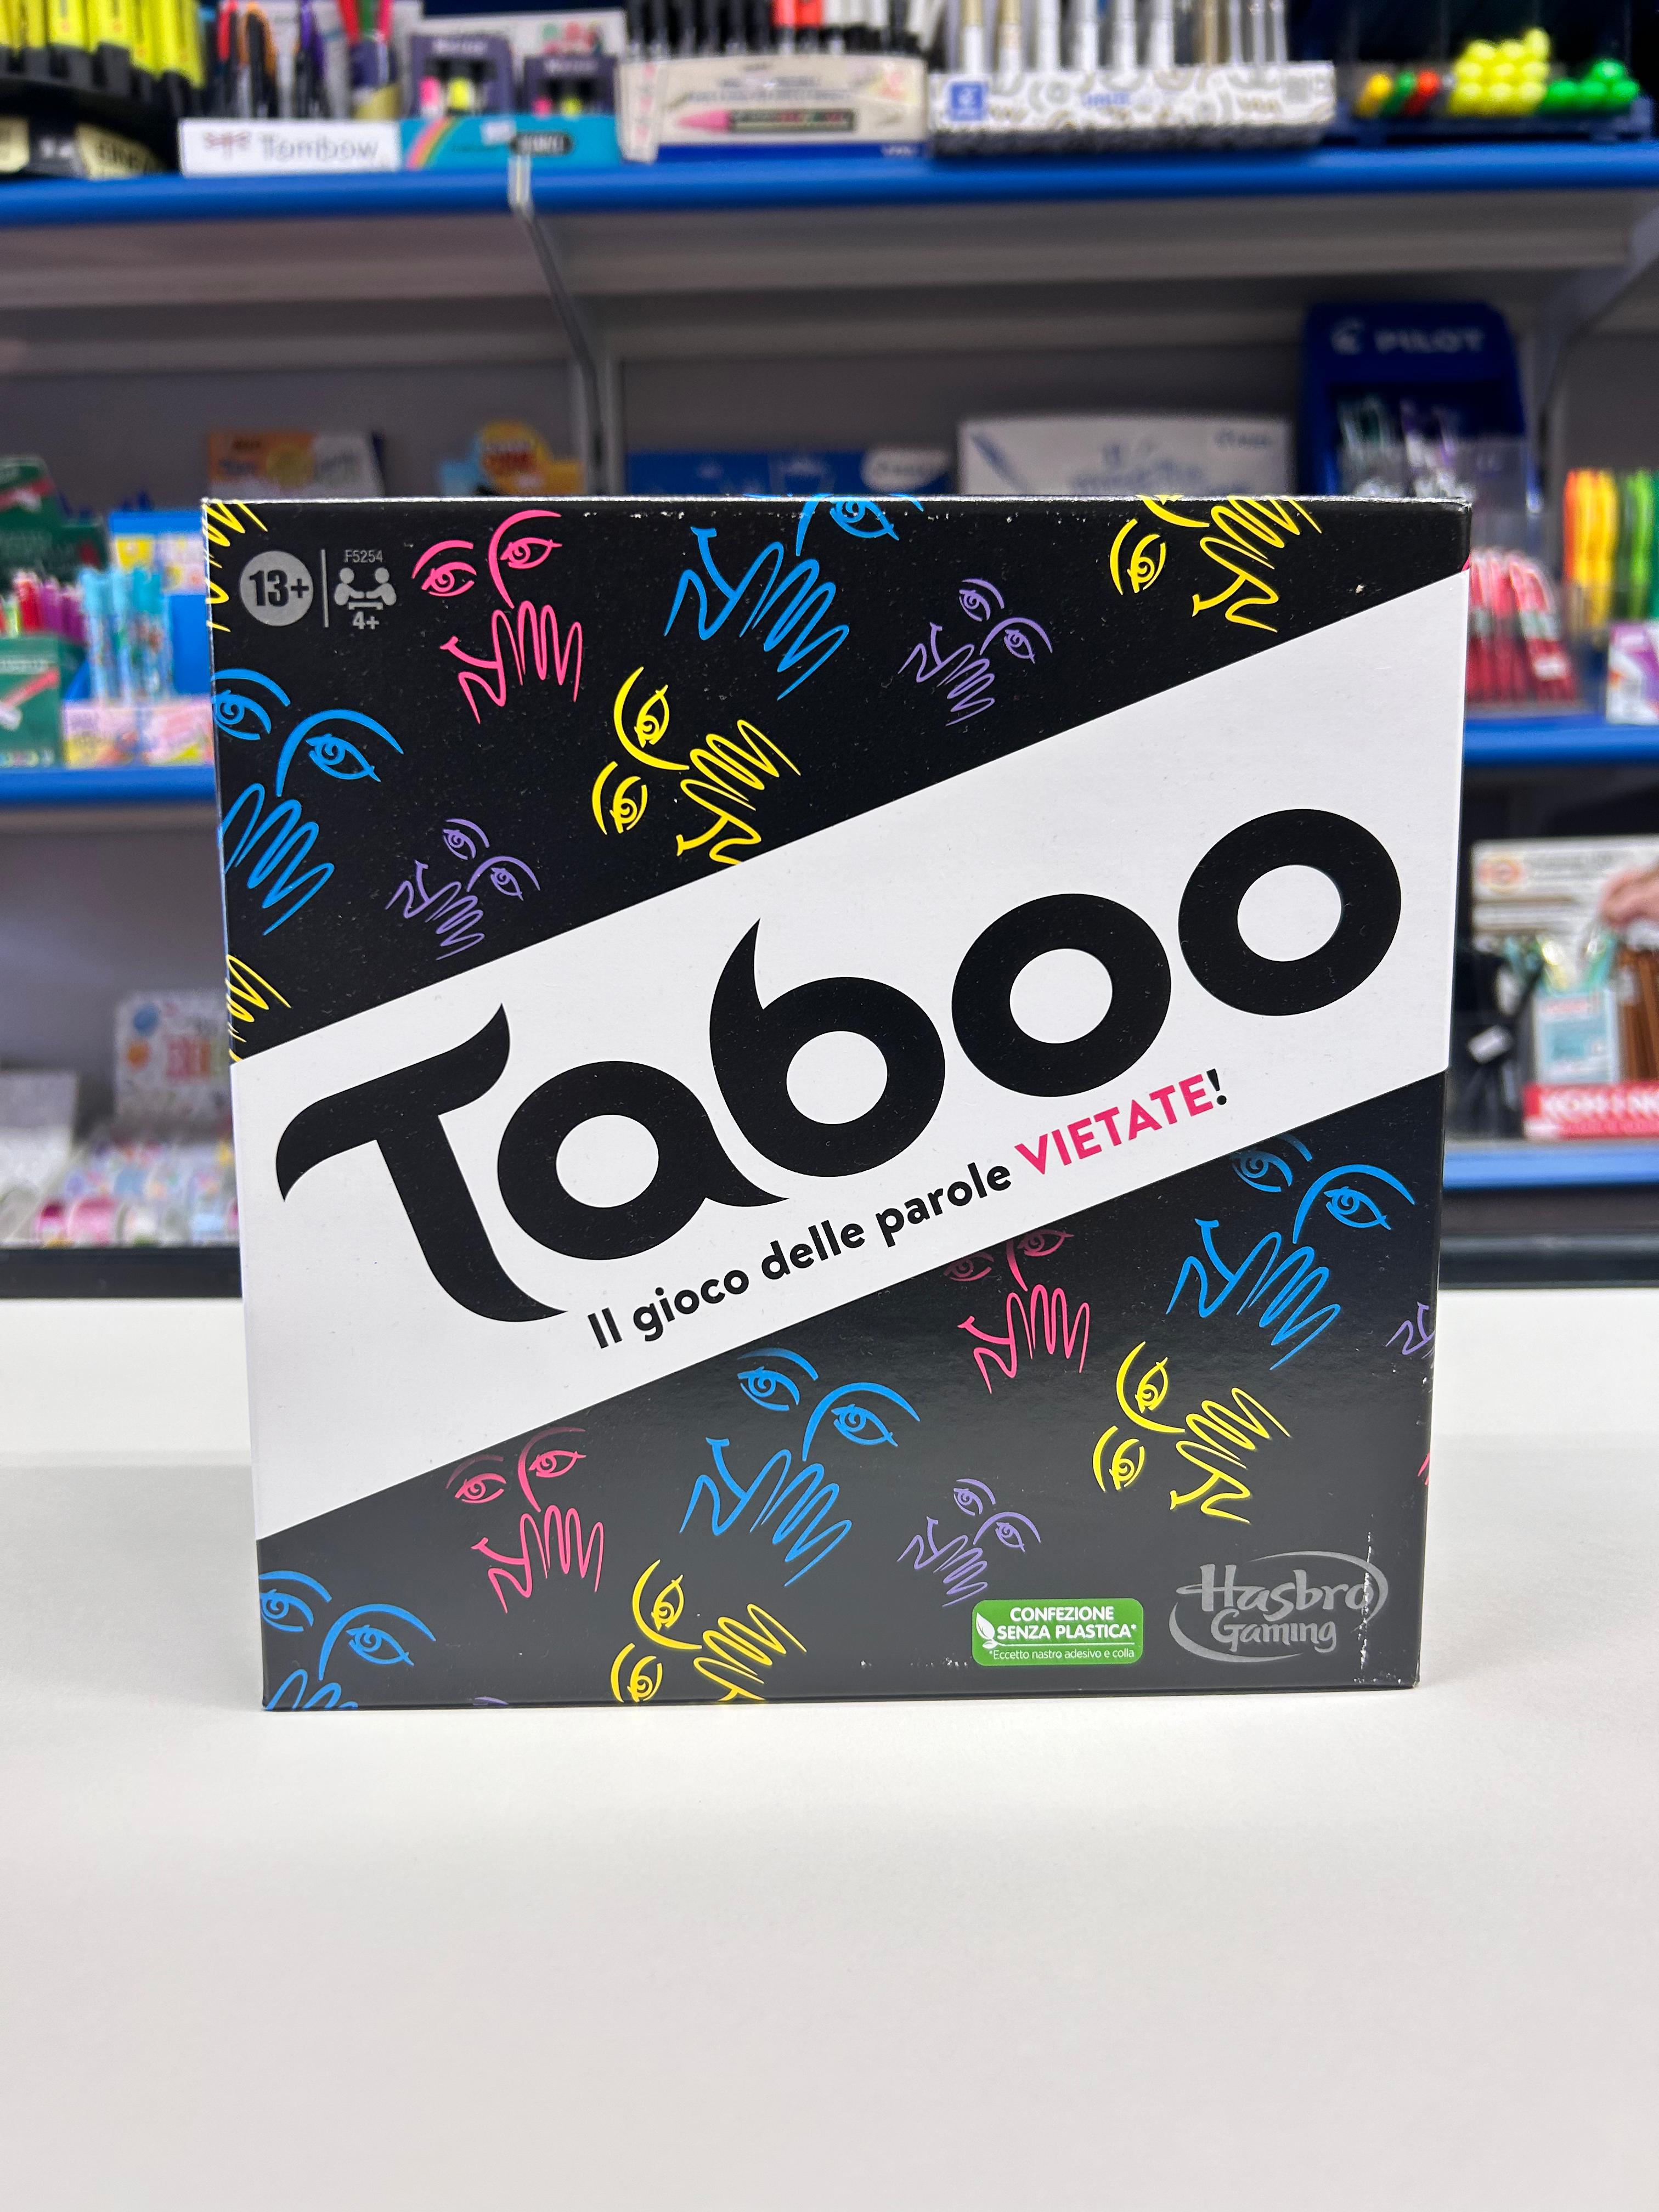 Tombow
PILOT
13+
F5254
4+
Taboo
Il gioco delle parole VIETATE!
CONFEZIONE
SENZA PLASTICA*
*Eccetto nastro adesivo e colla
Hasbro
Gaming